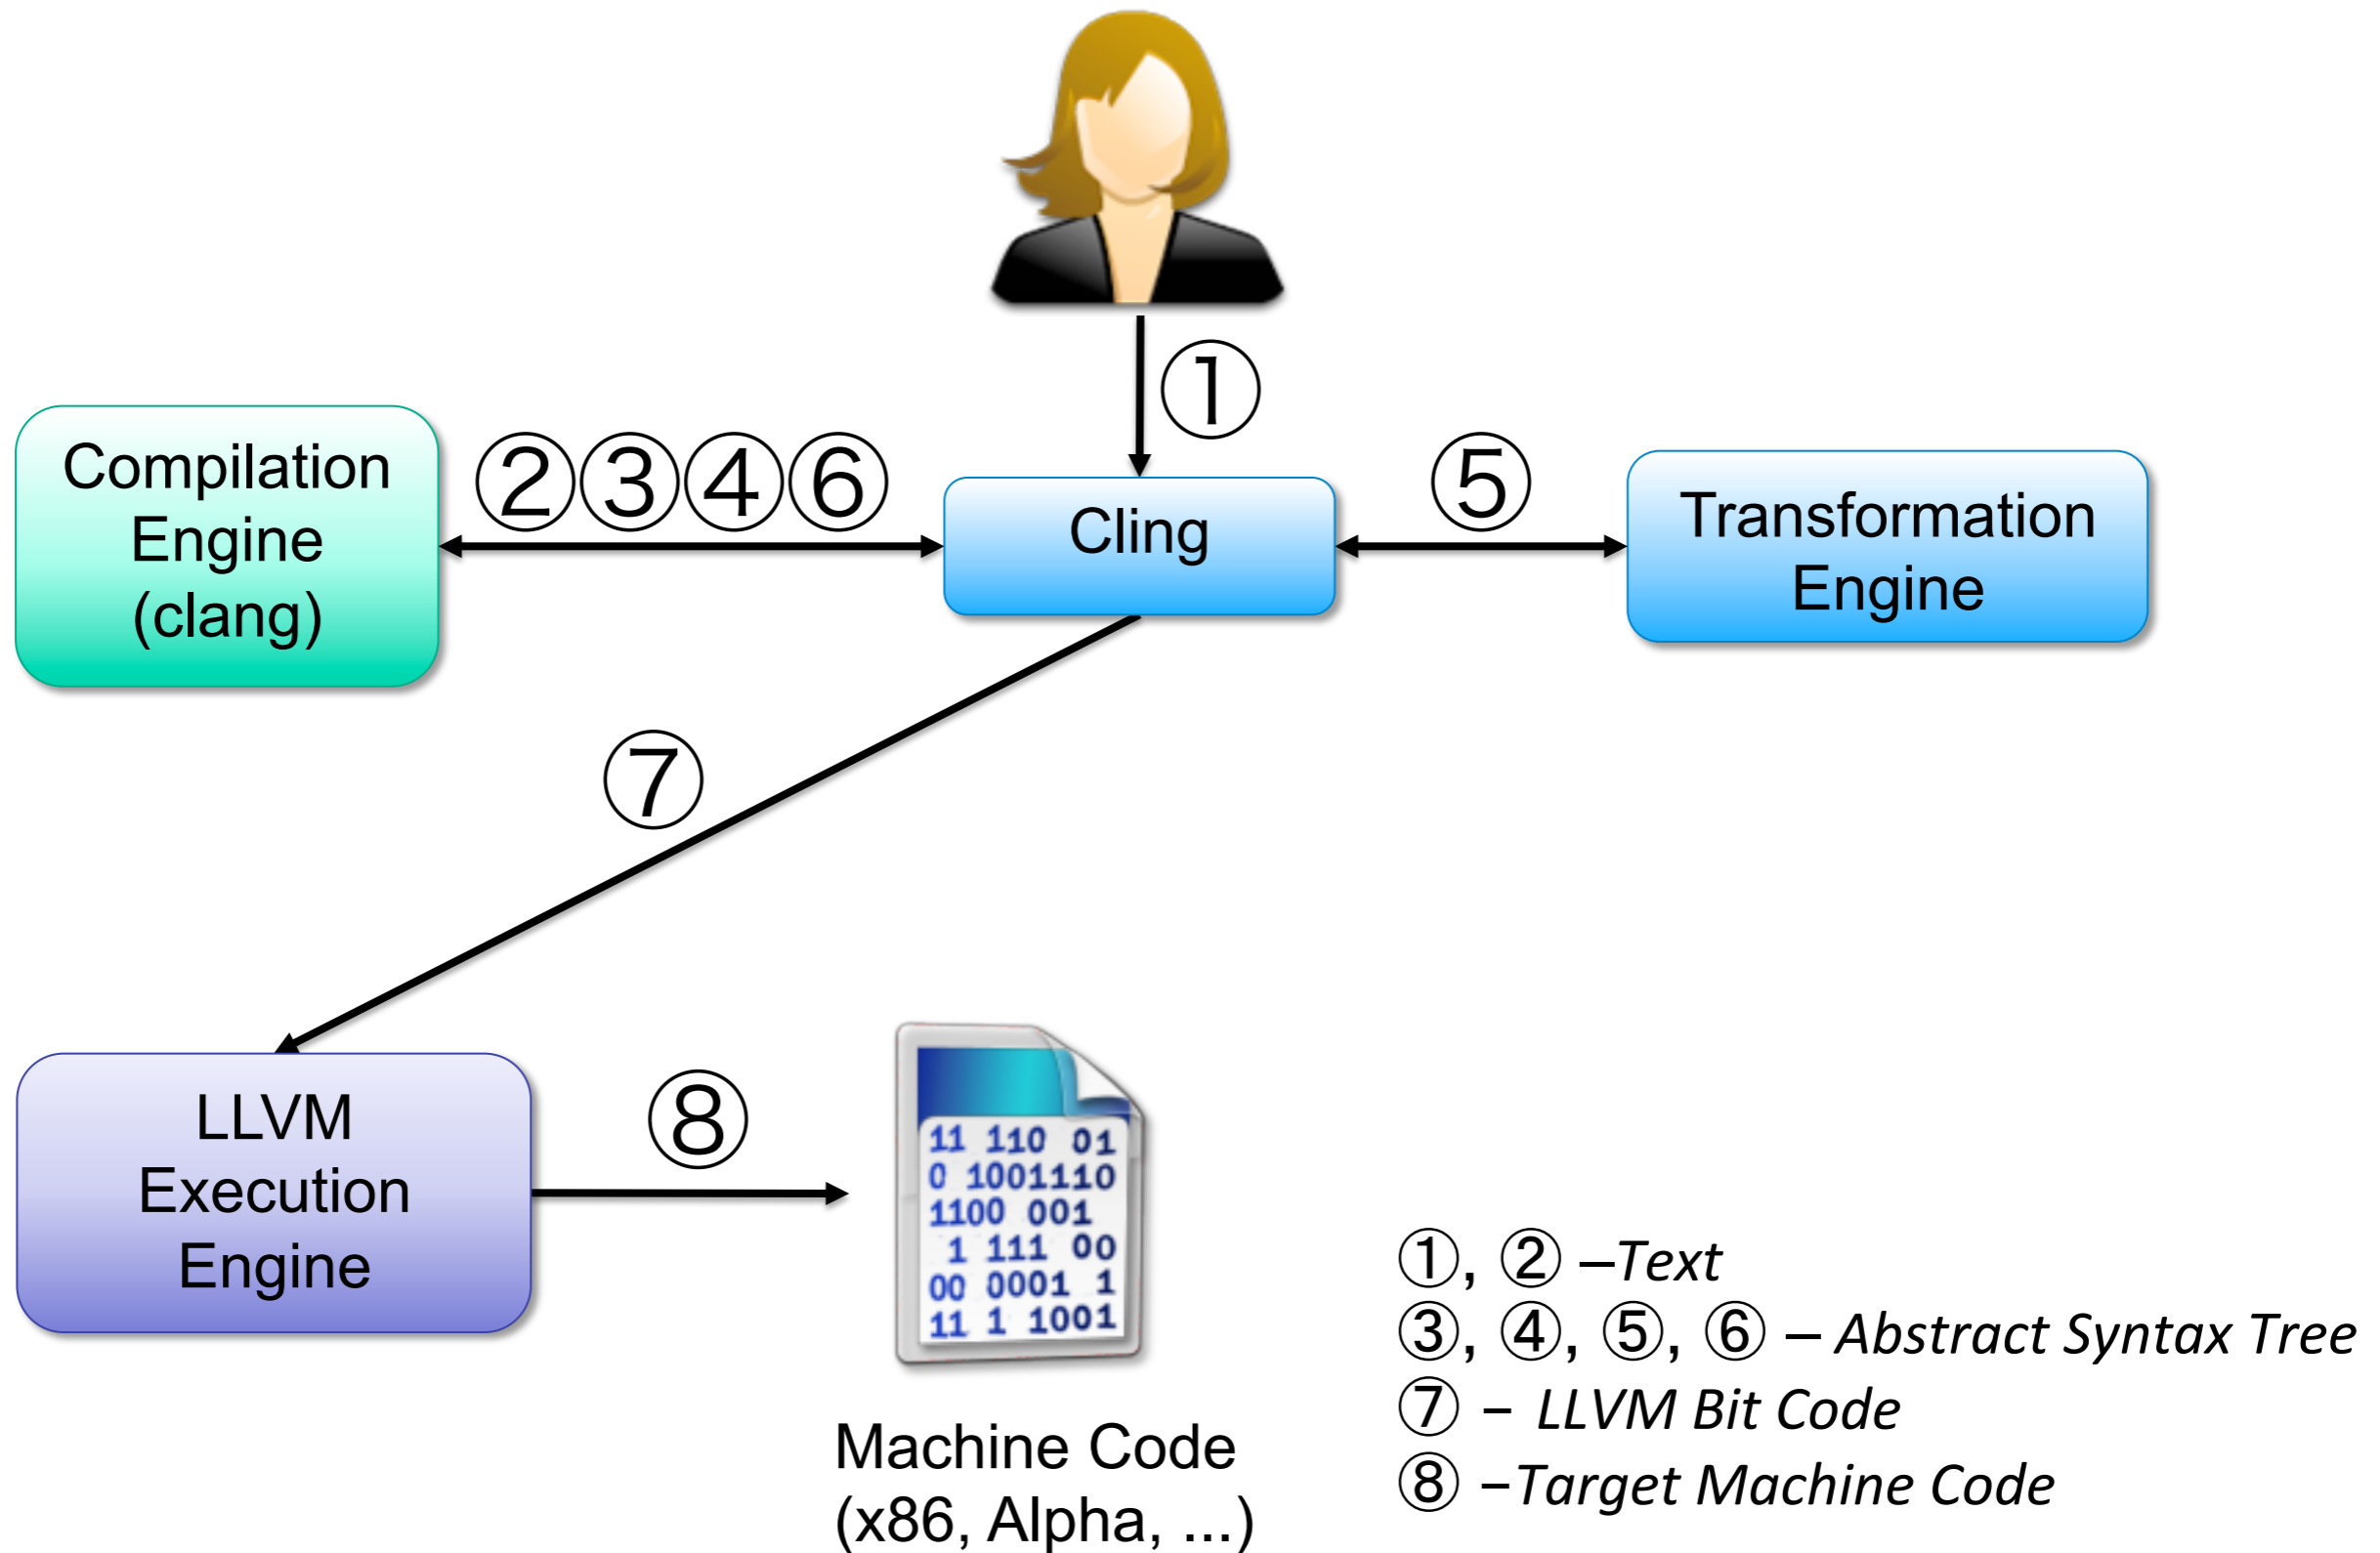 ①
Compilation
Engine
(clang)
②③④⑥
Cling
⑤
Transformation
Engine
⑦
LLVM
Execution
Engine
⑧
11 110 01
0 1001110
1100 001
1 111 00
00 0001 1
11 1 1001
Machine Code
(x86, Alpha, ...)
①, ② –Text
③, ④, ⑤, ⑥ – Abstract Syntax Tree
⑦ – LLVM Bit Code
⑧ –Target Machine Code